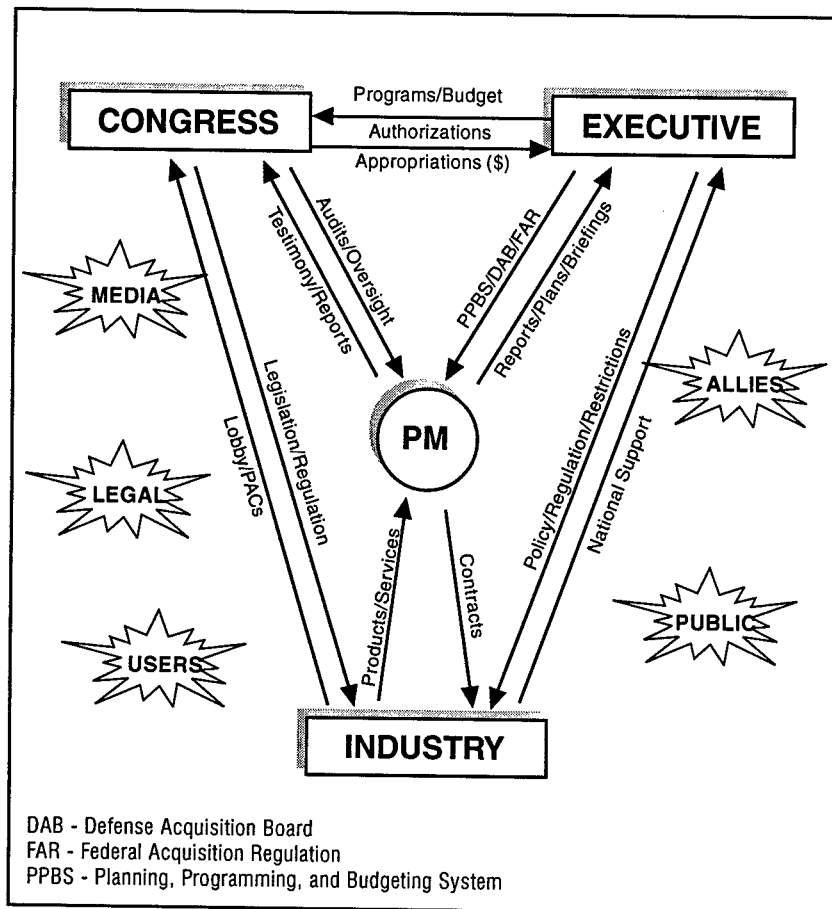 Programs/Budget
CONGRESS
EXECUTIVE
Authorizations
Appropriations ($)
Audits/Oversight
Testimony/Reports
PPBS/DAB/FAR
Reports/Plans/Briefings
MEDIA
ALLIES
Legislation/Regulation
Lobby/PACs
PM
Policy/Regulation/Restrictions
National Support
LEGAL
Products/Services
Contracts
USERS
PUBLIC
INDUSTRY
DAB - Defense Acquisition Board
FAR - Federal Acquisition Regulation
PPBS - Planning, Programming, and Budgeting System